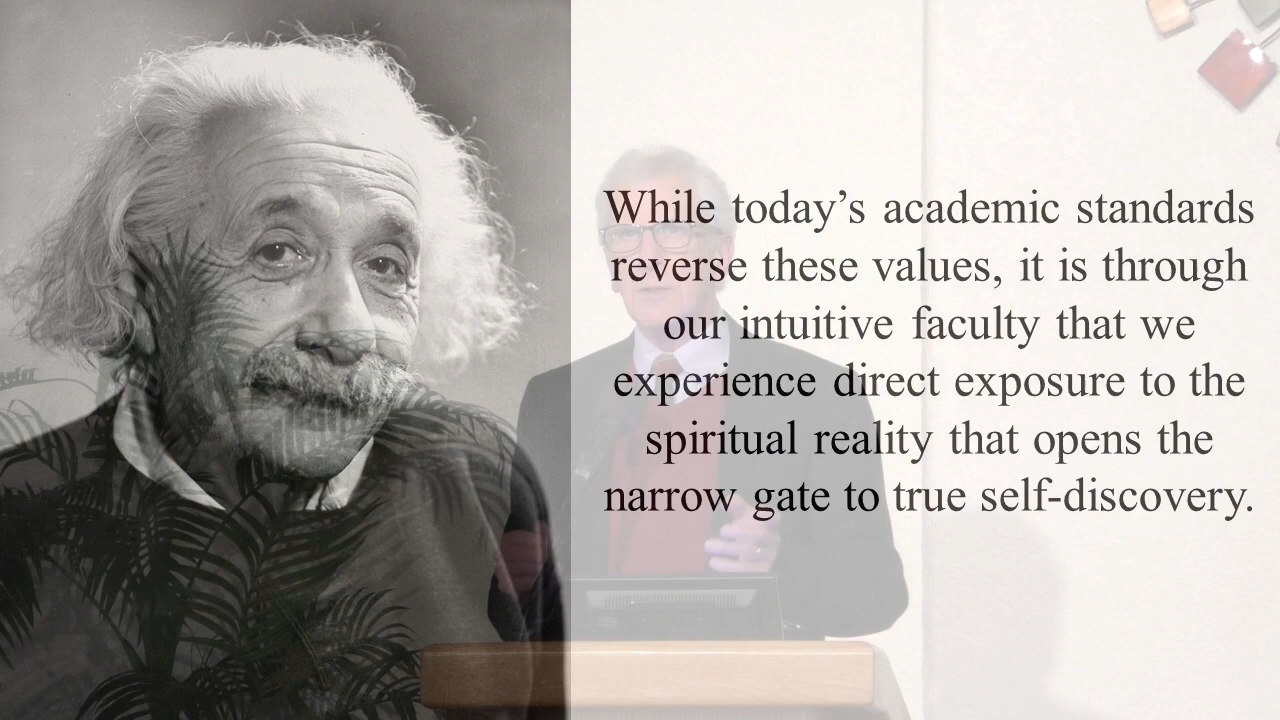 While today’s academic standards
reverse these values, it is through
our intuitive faculty that we
experience direct exposure to the
spiritual reality that opens the
narrow gate to true self-discovery.